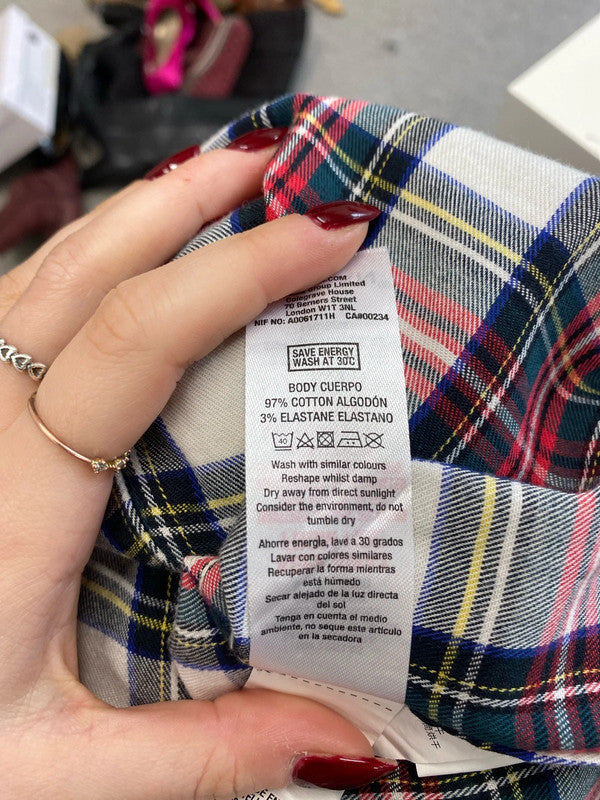 .COM
Group Limited
Colegrave House
70 Berners Street
London W1T 3NL
NIF NO: A0061711H CA#00234
SAVE ENERGY
WASH AT 30°C
BODY CUERPO
97% COTTON ALGODÓN
3% ELASTANE ELASTANO
40
Wash with similar colours
Reshape whilst damp
Dry away from direct sunlight
Consider the environment, do not
tumble dry
Ahorre energía, lave a 30 grados
Lavar con colores similares
Recuperar la forma mientras
está húmedo
Secar alejado de la luz directa
del sol
Tenga en cuenta el medio
ambiente, no seque este artículo
en la secadora